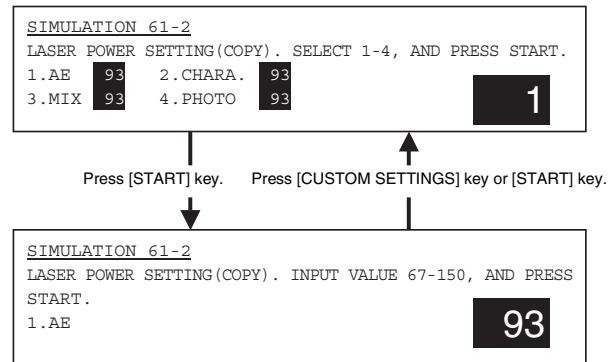 SIMULATION 61-2
LASER POWER SETTING(COPY). SELECT 1-4, AND PRESS START.
1.AE 93 2.CHARA. 93
3.MIX 93 4.PHOTO 93
1
Press [START] key. Press [CUSTOM SETTINGS] key or [START] key.
SIMULATION 61-2
LASER POWER SETTING(COPY). INPUT VALUE 67-150, AND PRESS
START.
1.AE
93